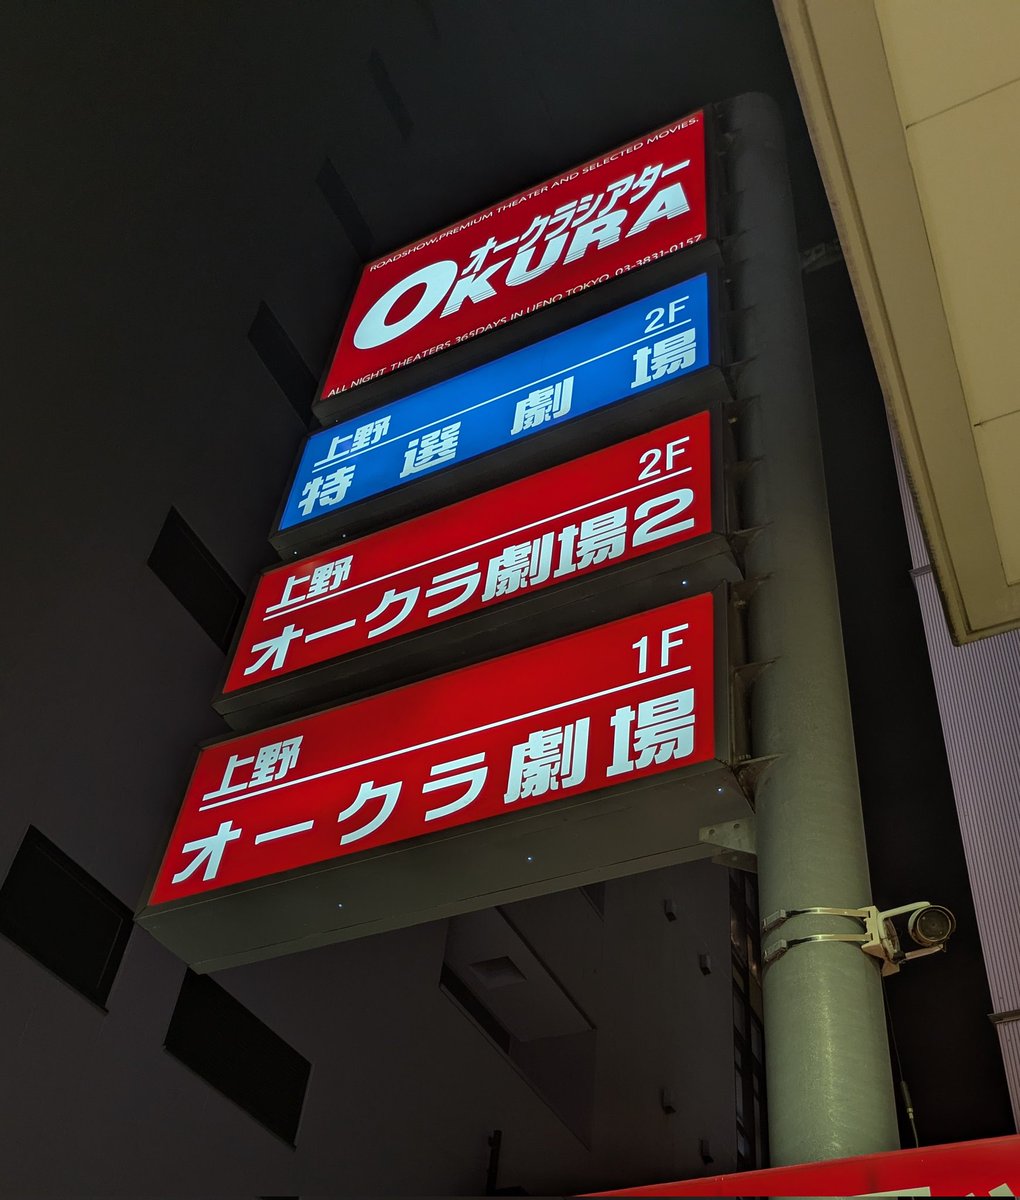 ROADSHOW,PREMIUM THEATER AND SELECTED MOVIES.
オークラシアター
OKURA
ALL NIGHT THEATERS 365DAYS IN UENO TOKYO 03-3831-0157
2F
上野
特選劇場
2F
上野
オークラ劇場2
1F
上野
オークラ劇場